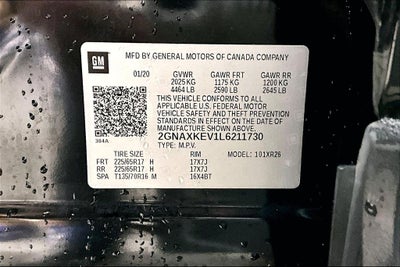 GM
MFD BY GENERAL MOTORS OF CANADA COMPANY
01/20 GVWR GAWR FRT GAWR RR
2025 KG 1175 KG 1200 KG
4464 LB 2590 LB 2645 LB
THIS VEHICLE CONFORMS TO ALL
APPLICABLE U.S. FEDERAL MOTOR
VEHICLE SAFETY AND THEFT PREVENTION
STANDARDS IN EFFECT ON THE DATE OF
MANUFACTURE SHOWN ABOVE.
384A 2GNAXKEV1L6211730
TYPE: M.P.V.
TIRE SIZE RIM MODEL: 101XR26
FRT 225/65R17 H 17X7J
RR 225/65R17 H 17X7J
SPA T135/70R16 M 16X4BT